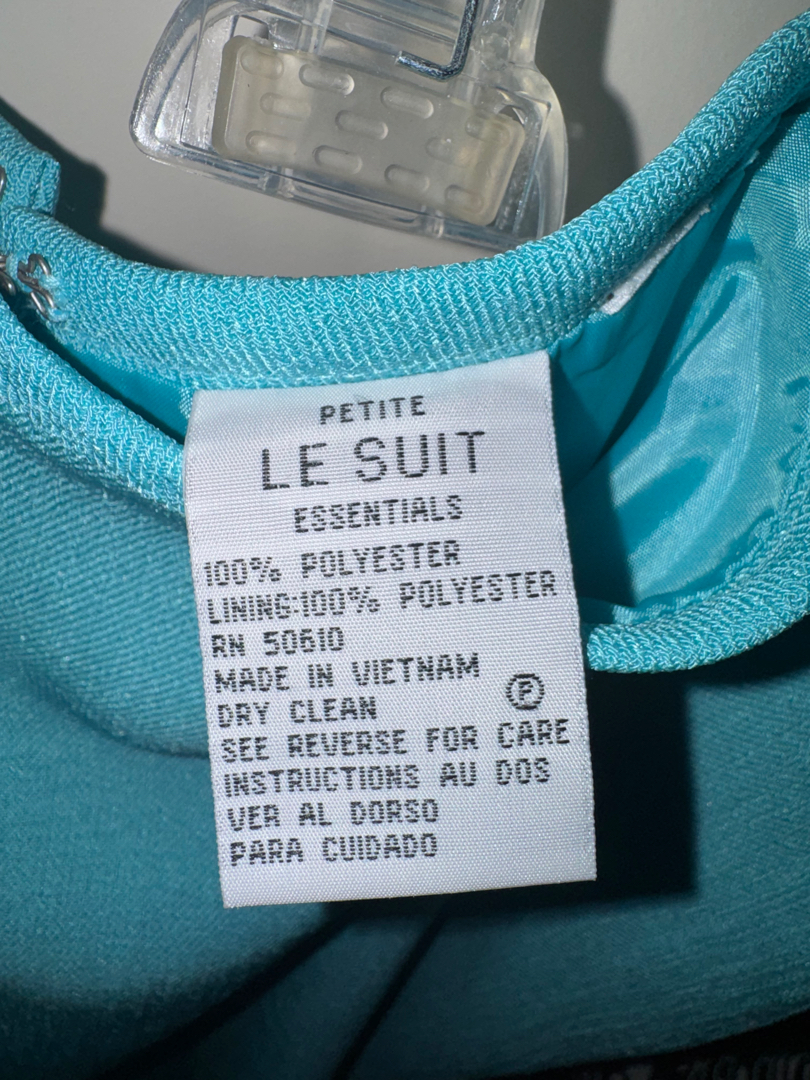 PETITE
LE SUIT
ESSENTIALS
100% POLYESTER
LINING:100% POLYESTER
RN 50610
MADE IN VIETNAM
DRY CLEAN Ⓟ
SEE REVERSE FOR CARE
INSTRUCTIONS AU DOS
VER AL DORSO
PARA CUIDADO